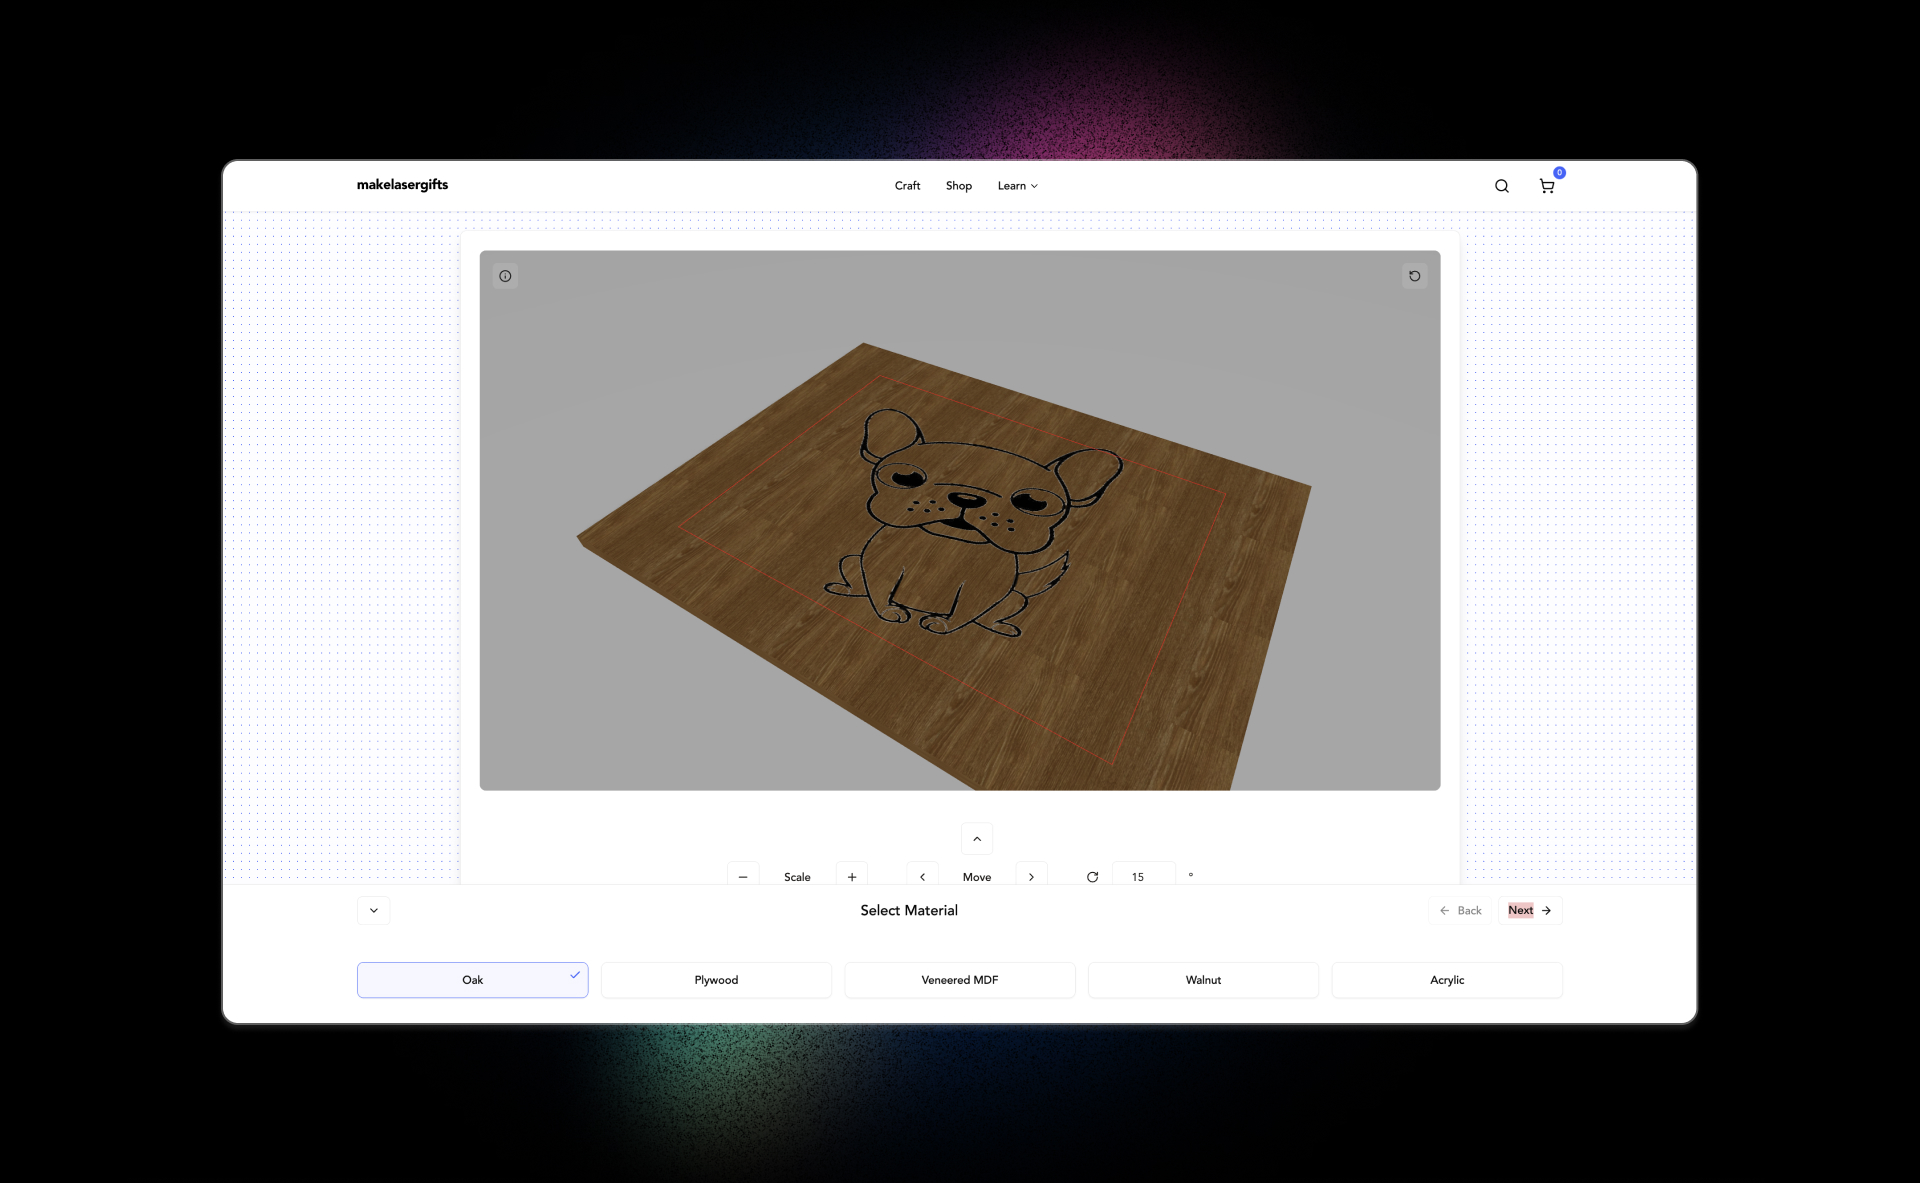 makelasergifts
Craft Shop Learn
0
Scale Move 15 °
Select Material
Back Next
Oak Plywood Veneered MDF Walnut Acrylic